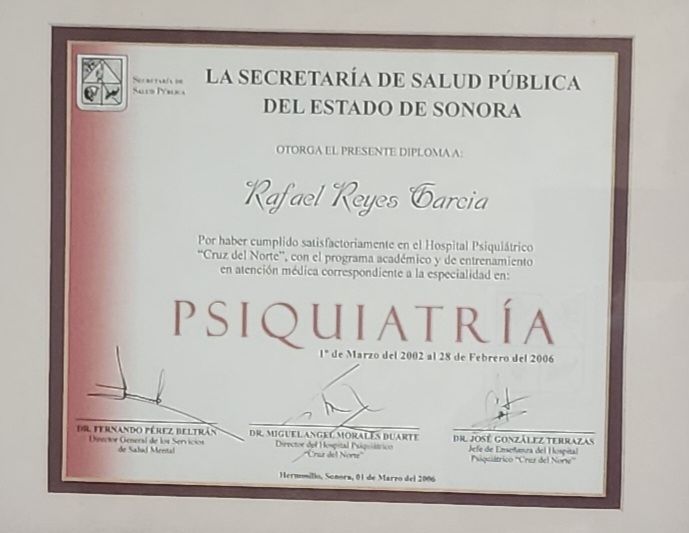 SECRETARÍA DE
SALUD PÚBLICA
LA SECRETARÍA DE SALUD PÚBLICA
DEL ESTADO DE SONORA
OTORGA EL PRESENTE DIPLOMA A:
Rafael Reyes Garcia
Por haber cumplido satisfactoriamente en el Hospital Psiquiátrico
"Cruz del Norte", con el programa académico y de entrenamiento
en atención médica correspondiente a la especialidad en:
PSIQUIATRÍA
1º de Marzo del 2002 al 28 de Febrero del 2006
DR. FERNANDO PÉREZ BELTRÁN
Director General de los Servicios
de Salud Mental
DR. MIGUEL ANGEL MORALES DUARTE
Director del Hospital Psiquiátrico
"Cruz del Norte"
DR. JOSÉ GONZÁLEZ TERRAZAS
Jefe de Enseñanza del Hospital
Psiquiátrico "Cruz del Norte"
Hermosillo, Sonora, 01 de Marzo del 2006